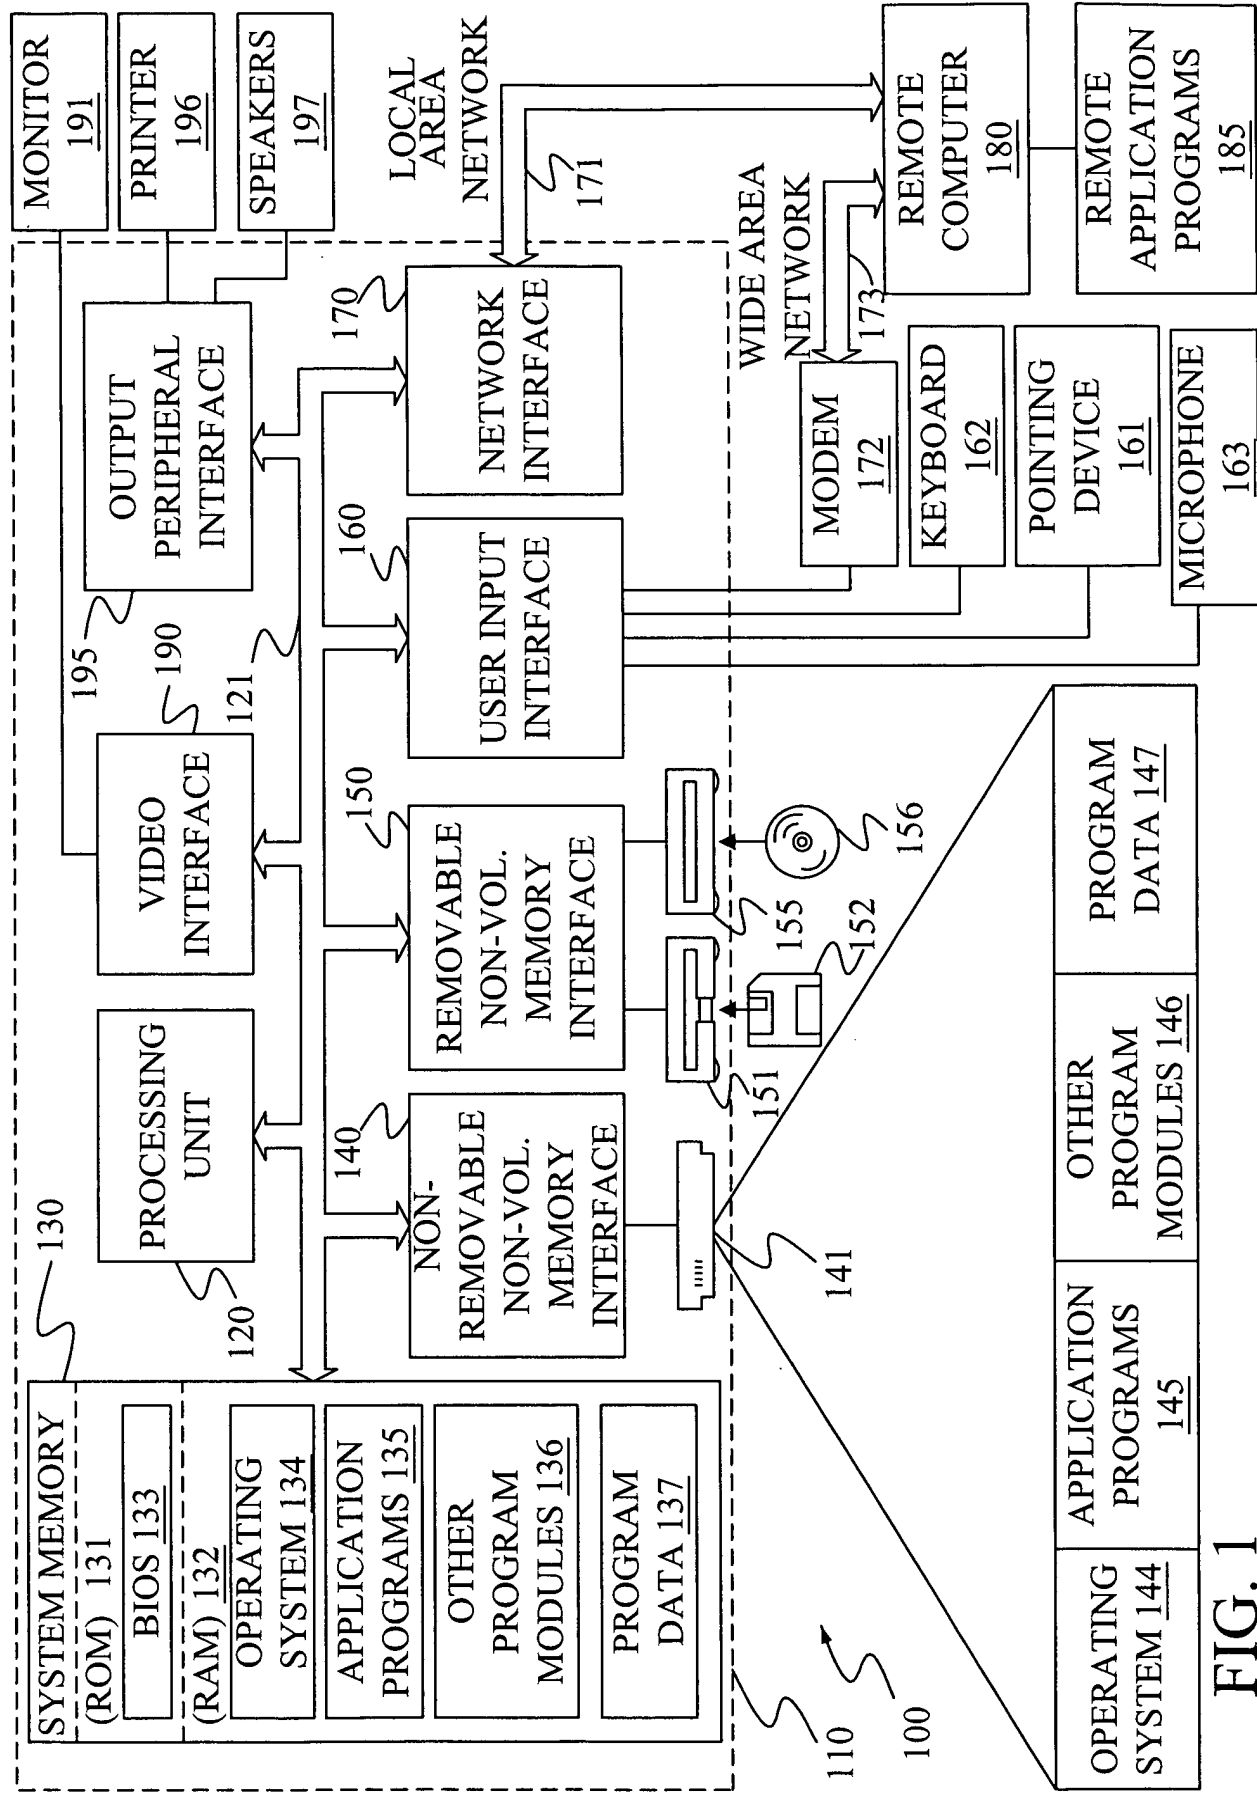 SYSTEM MEMORY
(ROM) 131
BIOS 133
(RAM) 132
OPERATING
SYSTEM 134
APPLICATION
PROGRAMS 135
OTHER
PROGRAM
MODULES 136
PROGRAM
DATA 137
130
PROCESSING
UNIT
120
VIDEO
INTERFACE
190
121
OUTPUT
PERIPHERAL
INTERFACE
195
MONITOR
191
PRINTER
196
SPEAKERS
197
NON-
REMOVABLE
NON-VOL.
MEMORY
INTERFACE
140
REMOVABLE
NON-VOL.
MEMORY
INTERFACE
150
USER INPUT
INTERFACE
160
NETWORK
INTERFACE
170
LOCAL
AREA
NETWORK
171
141
151
152
155
156
WIDE AREA
NETWORK
173
MODEM
172
KEYBOARD
162
POINTING
DEVICE
161
MICROPHONE
163
REMOTE
COMPUTER
180
REMOTE
APPLICATION
PROGRAMS
185
110
100
OPERATING
SYSTEM 144
APPLICATION
PROGRAMS
145
OTHER
PROGRAM
MODULES 146
PROGRAM
DATA 147
FIG. 1